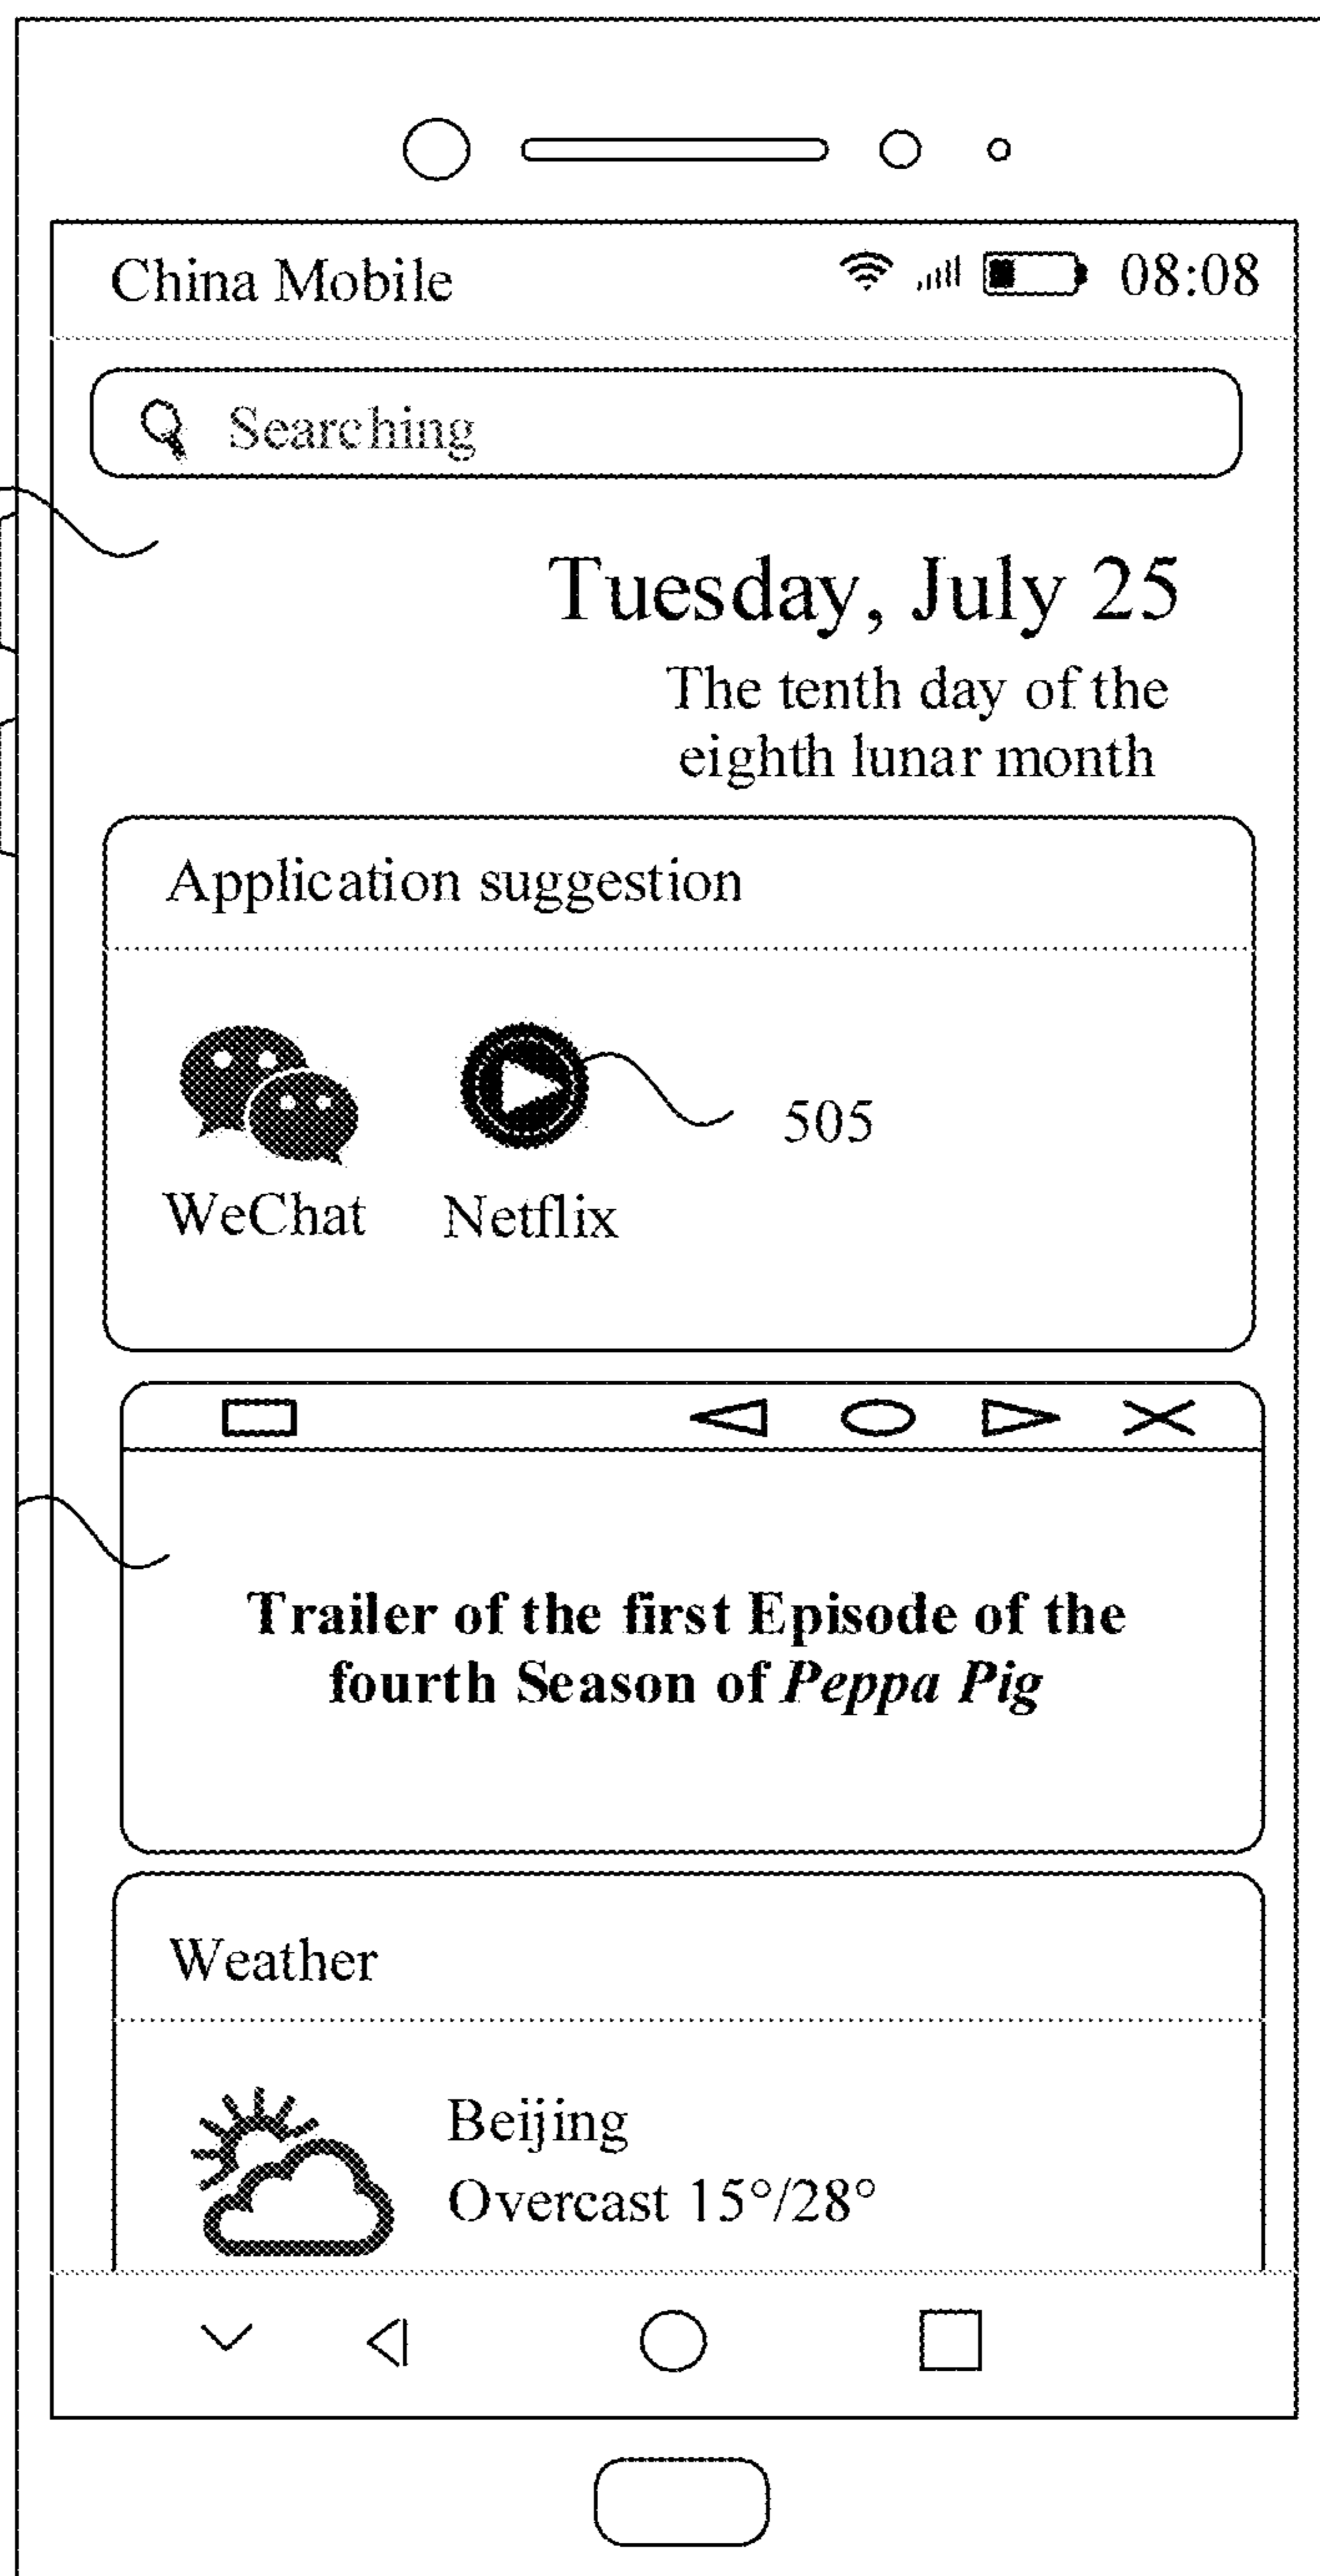 China Mobile 08:08
Searching
Tuesday, July 25
The tenth day of the
eighth lunar month
Application suggestion
505
WeChat Netflix
Trailer of the first Episode of the
fourth Season of Peppa Pig
Weather
Beijing
Overcast 15°/28°